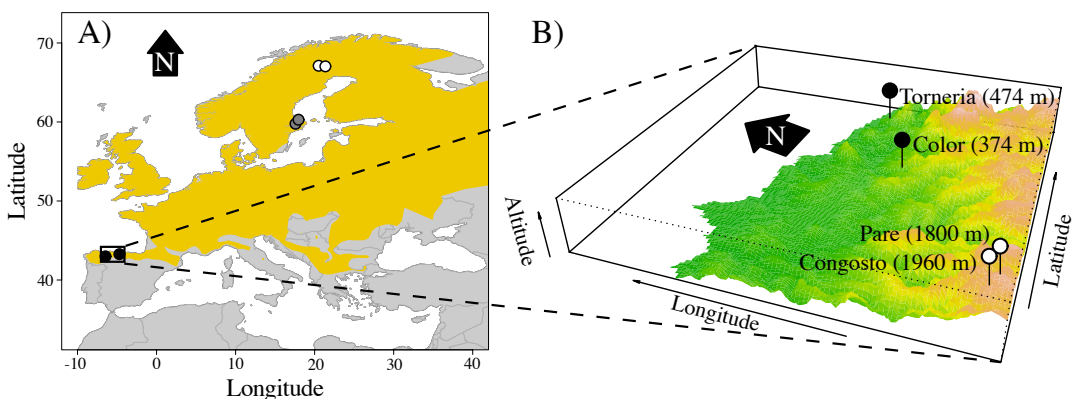 A)
N
70
60
50
40
Latitude
-10
0
10
20
30
40
Longitude
B)
N
Torneria (474 m)
Color (374 m)
Pare (1800 m)
Congosto (1960 m)
Altitude
Latitude
Longitude